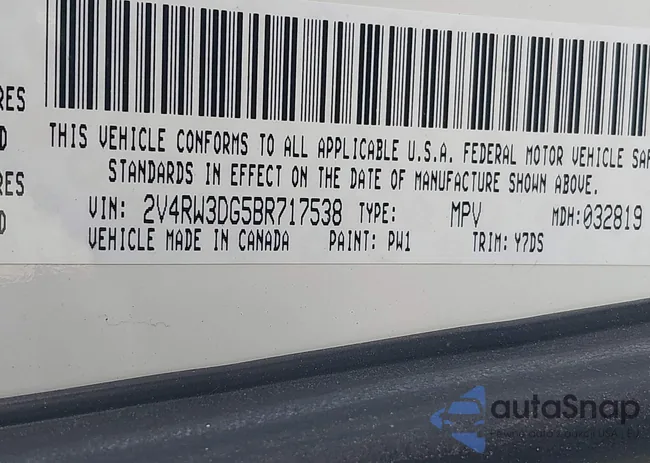 RES
THIS VEHICLE CONFORMS TO ALL APPLICABLE U.S.A. FEDERAL MOTOR VEHICLE SAF
D
STANDARDS IN EFFECT ON THE DATE OF MANUFACTURE SHOWN ABOVE.
RES
VIN: 2V4RW3DG5BR717538 TYPE: MPV MDH:032819
D
VEHICLE MADE IN CANADA PAINT: PW1 TRIM: Y7DS
autaSnap